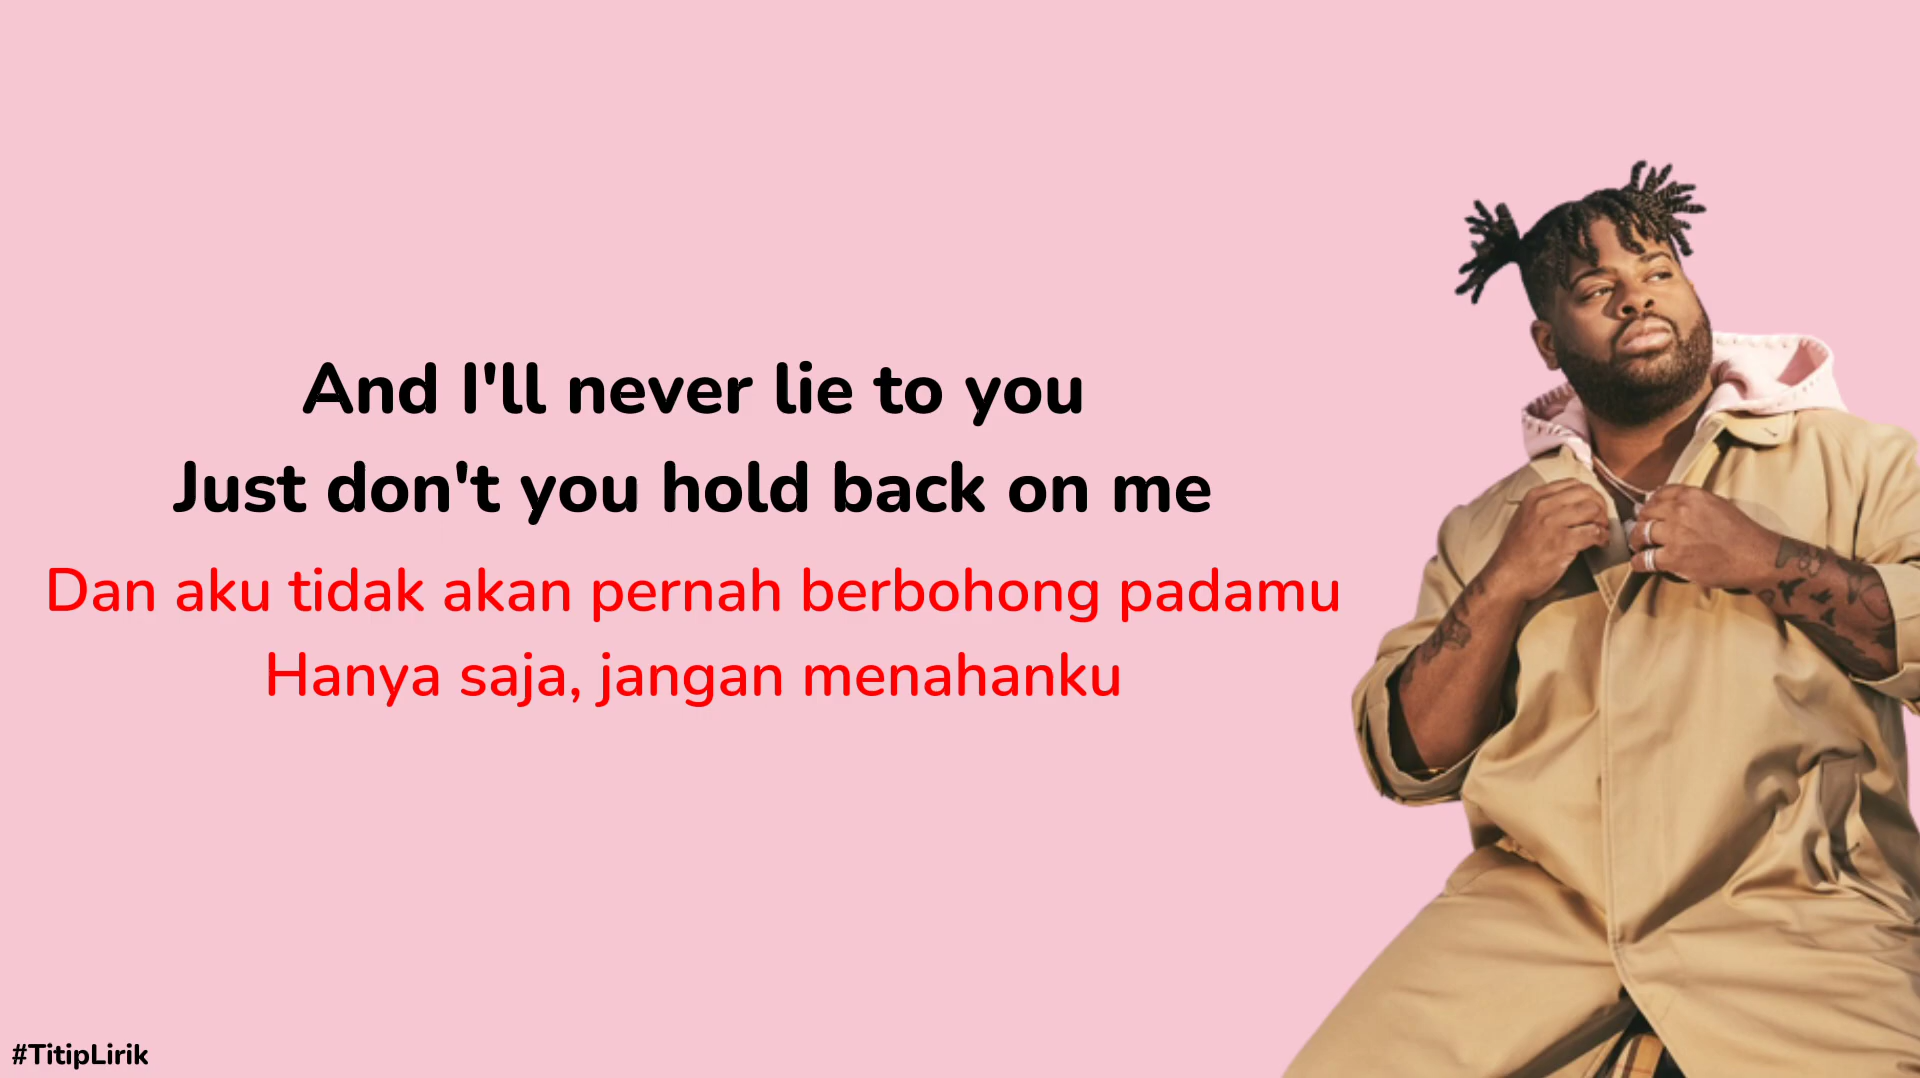 And I'll never lie to you
Just don't you hold back on me
Dan aku tidak akan pernah berbohong padamu
Hanya saja, jangan menahanku
#TitipLirik